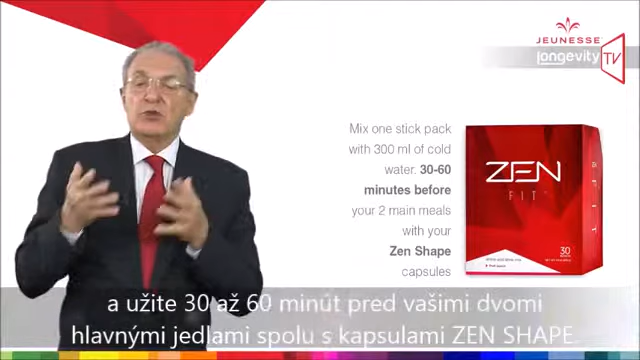 JEUNESSE
longevity
TV
Mix one stick pack
with 300 ml of cold
water. 30-60
minutes before
your 2 main meals
with your
Zen Shape
capsules
ZEN
FIT
30
a užite 30 až 60 minút pred vašimi dvomi
hlavnými jedlami spolu s kapsulami ZEN SHAPE.